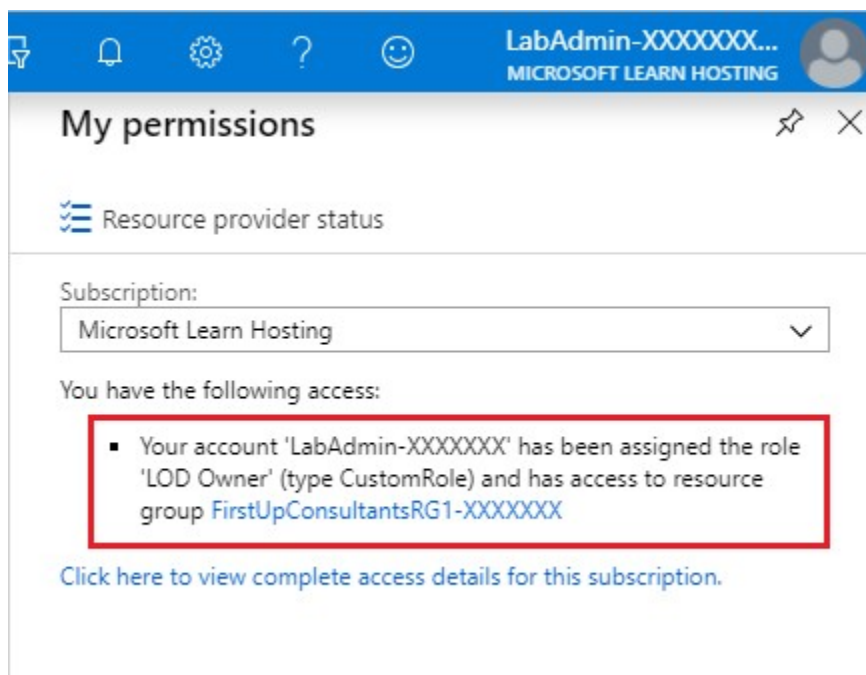 LabAdmin-XXXXXXX...
MICROSOFT LEARN HOSTING
My permissions
Resource provider status
Subscription:
Microsoft Learn Hosting
You have the following access:
▪ Your account 'LabAdmin-XXXXXXX' has been assigned the role
'LOD Owner' (type CustomRole) and has access to resource
group FirstUpConsultantsRG1-XXXXXXX
Click here to view complete access details for this subscription.